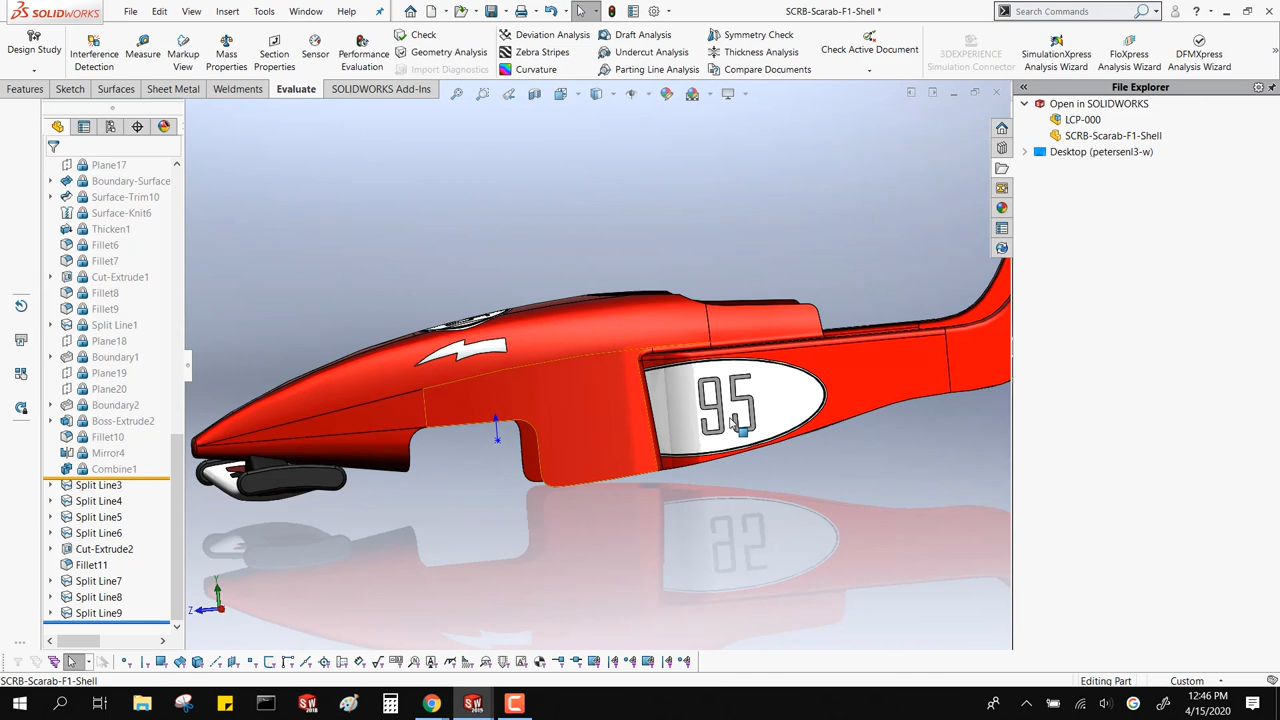 SOLIDWORKS File Edit View Insert Tools Window Help SCRB-Scarab-F1-Shell * Search Commands
Design Study Interference Detection Measure Markup View Mass Properties Section Properties Sensor Performance Evaluation Check Geometry Analysis Import Diagnostics Deviation Analysis Zebra Stripes Curvature Draft Analysis Undercut Analysis Parting Line Analysis Symmetry Check Thickness Analysis Compare Documents Check Active Document 3DEXPERIENCE Simulation Connector SimulationXpress Analysis Wizard FloXpress Analysis Wizard DFMXpress Analysis Wizard
Features Sketch Surfaces Sheet Metal Weldments Evaluate SOLIDWORKS Add-Ins
File Explorer
Open in SOLIDWORKS
LCP-000
SCRB-Scarab-F1-Shell
Desktop (petersenl3-w)
Plane17
Boundary-Surface
Surface-Trim10
Surface-Knit6
Thicken1
Fillet6
Fillet7
Cut-Extrude1
Fillet8
Fillet9
Split Line1
Plane18
Boundary1
Plane19
Plane20
Boundary2
Boss-Extrude2
Fillet10
Mirror4
Combine1
Split Line3
Split Line4
Split Line5
Split Line6
Cut-Extrude2
Fillet11
Split Line7
Split Line8
Split Line9
95
Y
Z
SCRB-Scarab-F1-Shell Editing Part Custom
12:46 PM
4/15/2020